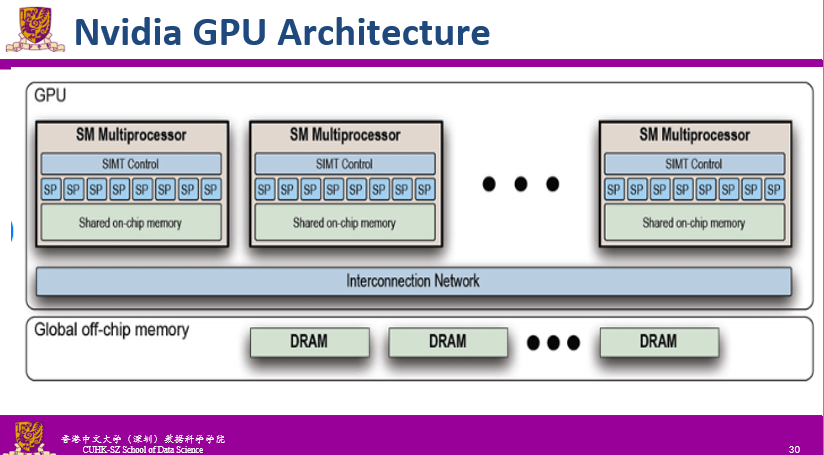 Nvidia GPU Architecture
GPU
SM Multiprocessor
SIMT Control
SP SP SP SP SP SP SP SP
Shared on-chip memory
SM Multiprocessor
SIMT Control
SP SP SP SP SP SP SP SP
Shared on-chip memory
SM Multiprocessor
SIMT Control
SP SP SP SP SP SP SP SP
Shared on-chip memory
Interconnection Network
Global off-chip memory
DRAM
DRAM
DRAM
香港中文大学（深圳）数据科学学院
CUHK-SZ School of Data Science
30